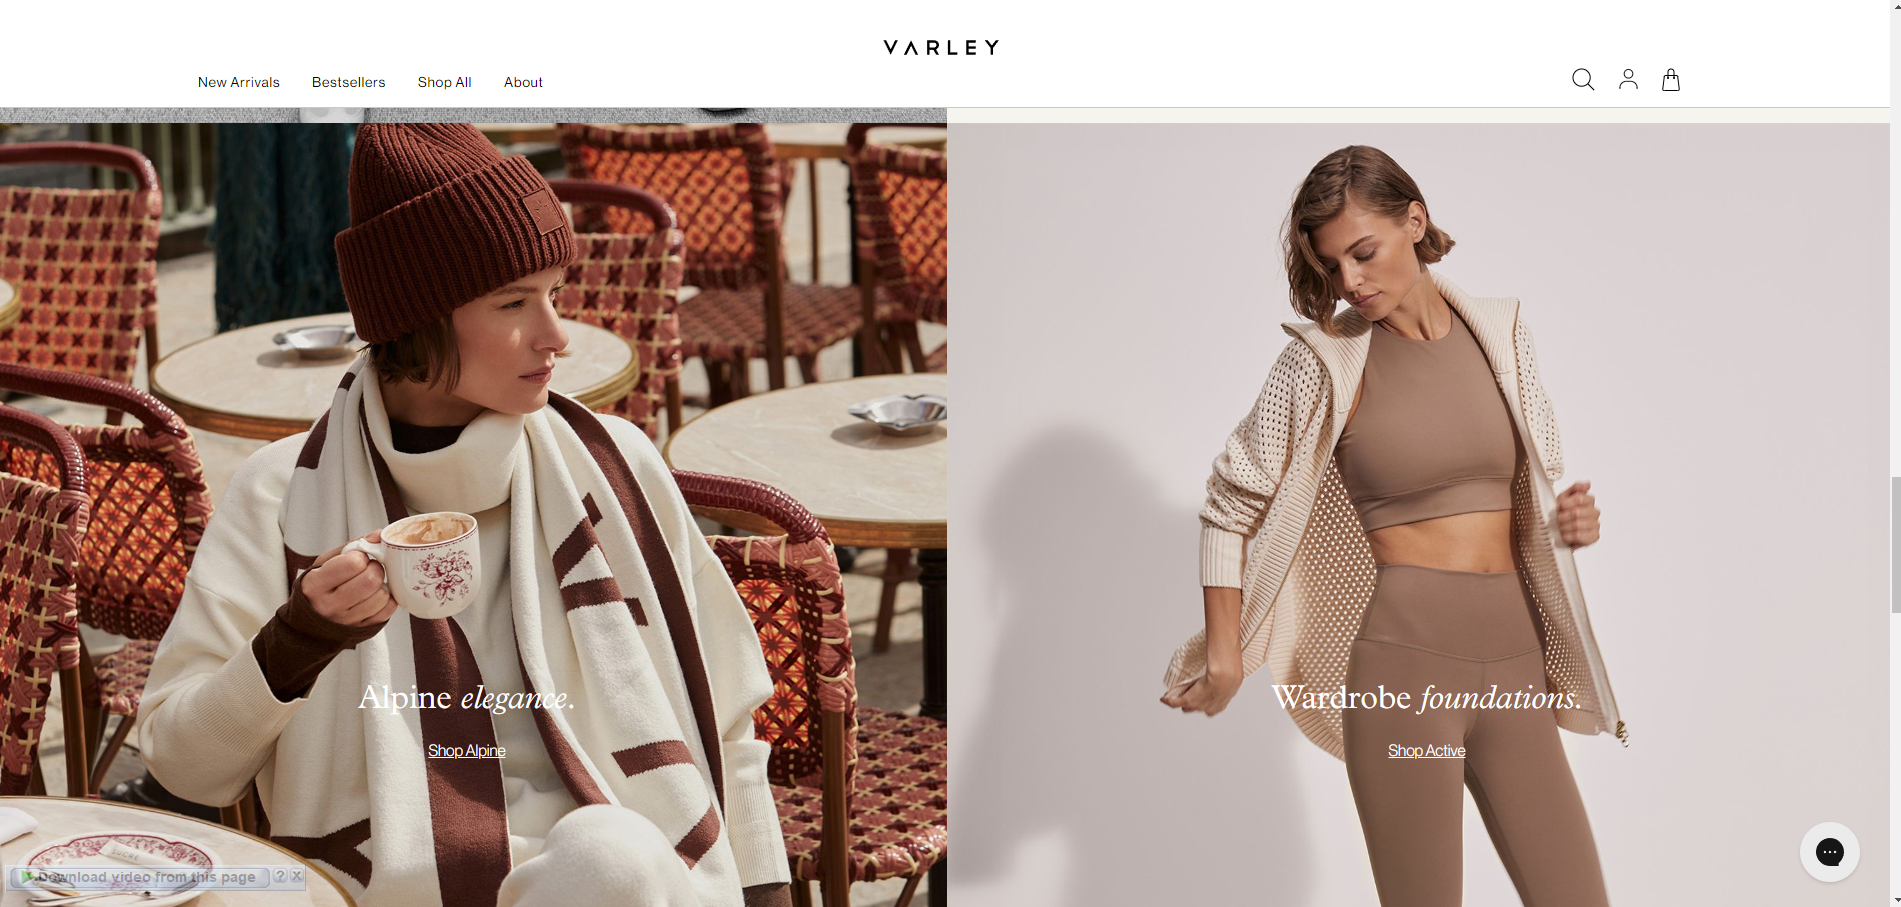 VARLEY
New Arrivals
Bestsellers
Shop All
About
Alpine elegance.
Shop Alpine
Wardrobe foundations.
Shop Active
SUCRE
Download video from this page
?
X